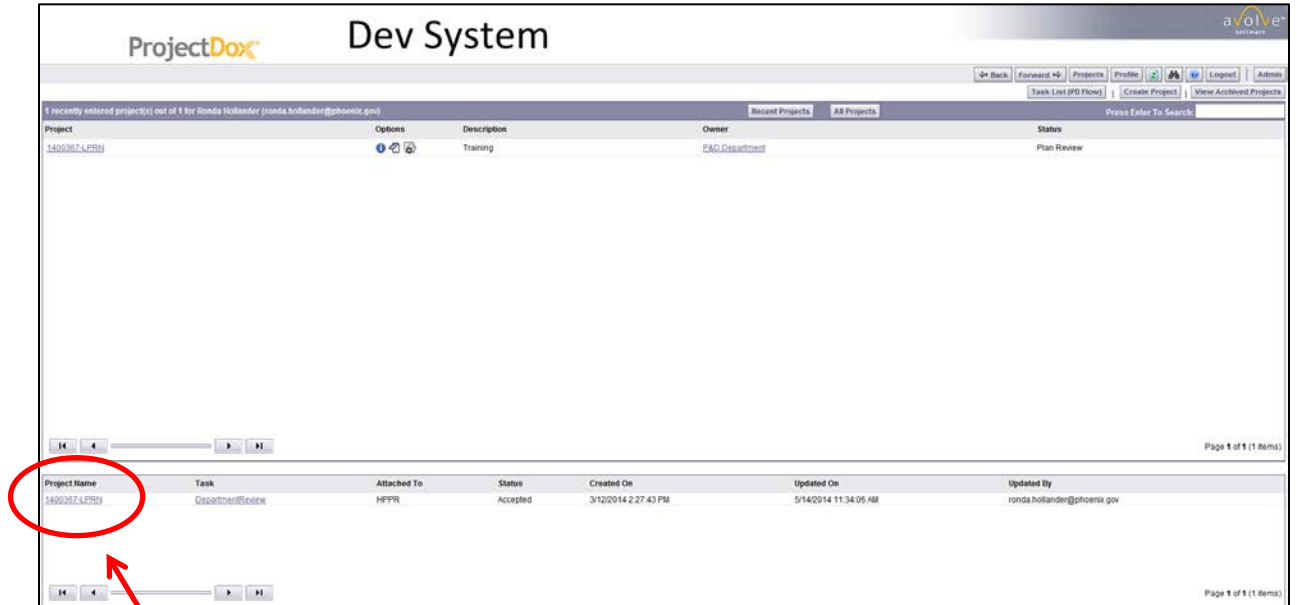 ProjectDox Dev System avolve software
Back Forward Projects Profile Logout | Admin
Task List (PD Flow) | Create Project | View Archived Projects
1 recently entered project(s) out of 1 for Ronda Hollander (ronda.hollander@phoenix.gov) Recent Projects All Projects Press Enter To Search:
Project Options Description Owner Status
1400367-LPRN Training P&D Department Plan Review
Page 1 of 1 (1 items)
Project Name Task Attached To Status Created On Updated On Updated By
1400367-LPRN DepartmentReview HPPR Accepted 3/12/2014 2:27:43 PM 5/14/2014 11:34:05 AM ronda.hollander@phoenix.gov
Page 1 of 1 (1 items)